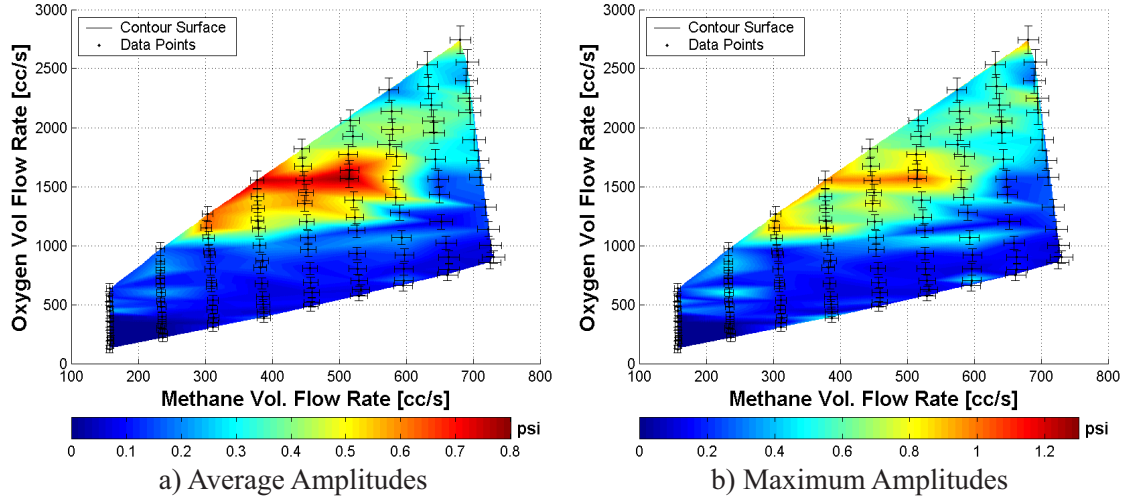 3000
2500
2000
1500
1000
500
0
Oxygen Vol Flow Rate [cc/s]
Contour Surface
Data Points
100 200 300 400 500 600 700 800
Methane Vol. Flow Rate [cc/s]
psi
0 0.1 0.2 0.3 0.4 0.5 0.6 0.7 0.8
a) Average Amplitudes
3000
2500
2000
1500
1000
500
0
Oxygen Vol Flow Rate [cc/s]
Contour Surface
Data Points
100 200 300 400 500 600 700 800
Methane Vol. Flow Rate [cc/s]
psi
0 0.2 0.4 0.6 0.8 1 1.2
b) Maximum Amplitudes